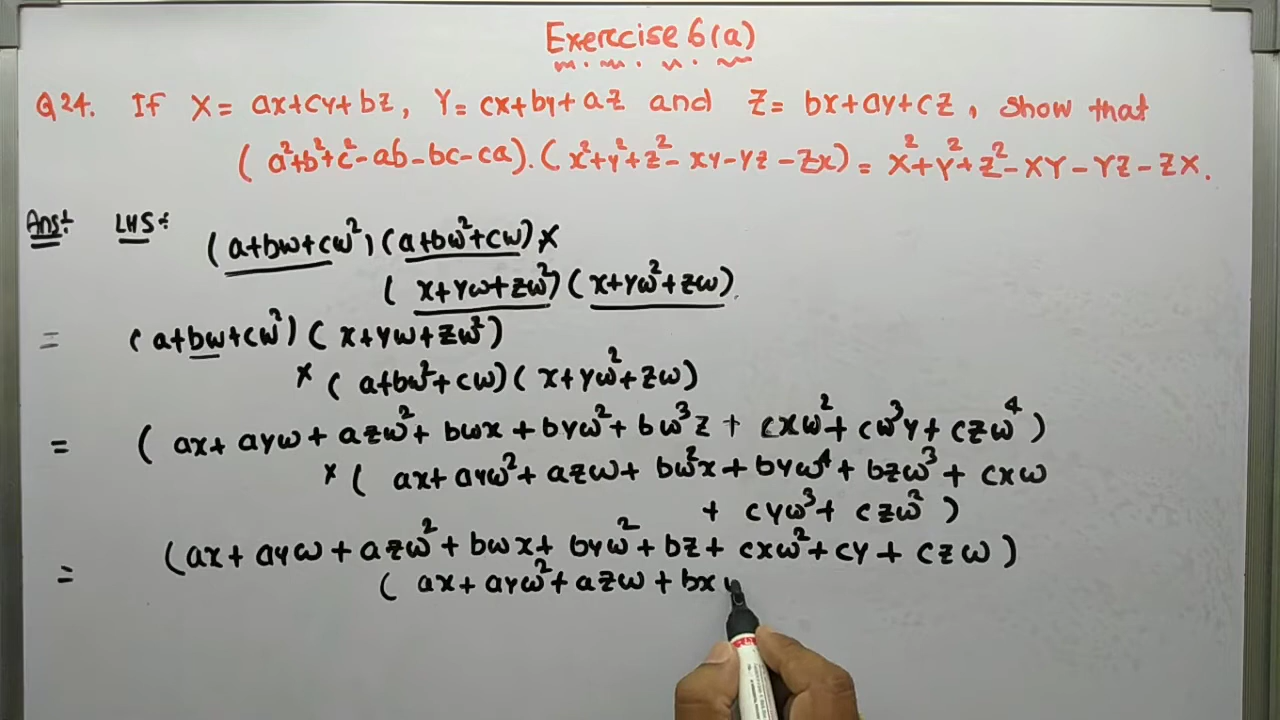 Exercise 6(a)
Q24. If X = ax+cy+bz, Y = cx+by+az and Z = bx+ay+cz, show that
(a²+b²+c²-ab-bc-ca).(x²+y²+z²-xy-yz-zx) = X²+Y²+Z²-XY-YZ-ZX.
Ans: LHS:
(a+bω+cω²)(a+bω²+cω)×
(x+yω+zω²)(x+yω²+zω).
= (a+bω+cω²)(x+yω+zω²)
× (a+bω²+cω)(x+yω²+zω)
= (ax+ayω+azω²+bωx+byω²+bω³z+cxω²+cω³y+czω⁴)
× (ax+ayω²+azω+bω²x+byω⁴+bzω³+cxω
+cyω³+czω²)
= (ax+ayω+azω²+bωx+byω²+bz+cxω²+cy+czω)
(ax+ayω²+azω+bx